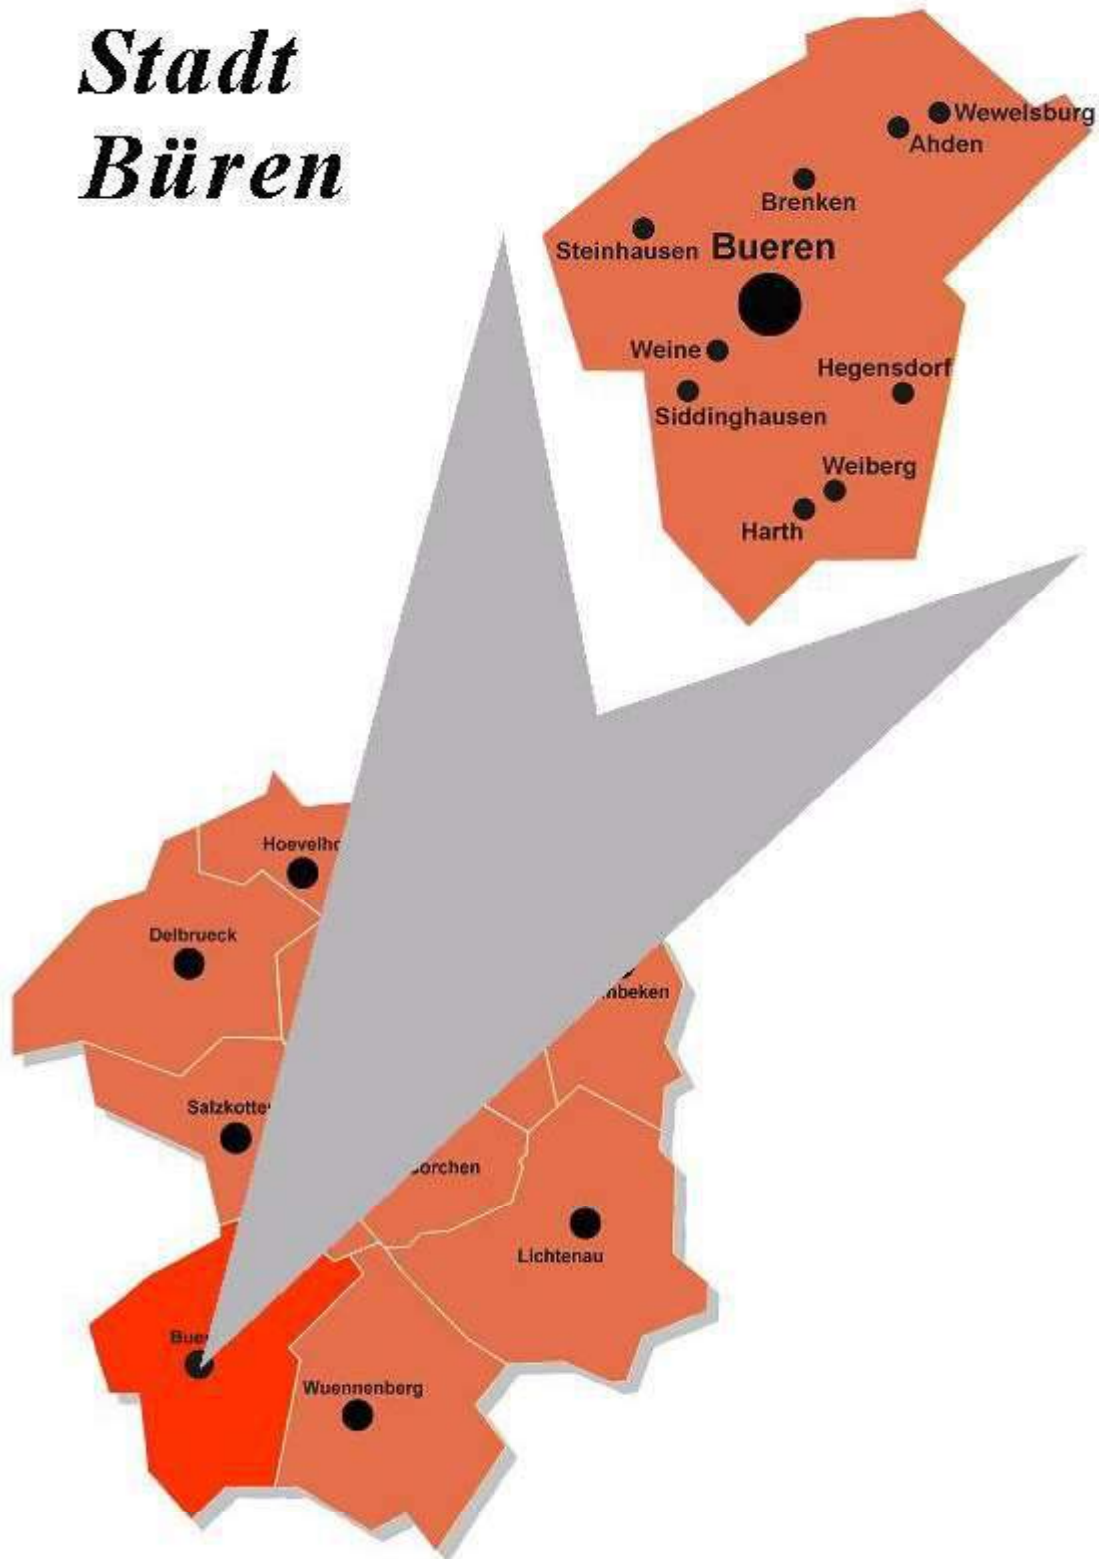 Stadt
Büren
Wewelsburg
Ahden
Brenken
Steinhausen
Bueren
Weine
Hegensdorf
Siddinghausen
Weiberg
Harth
Delbrueck
Lichtenau
Wuennenberg